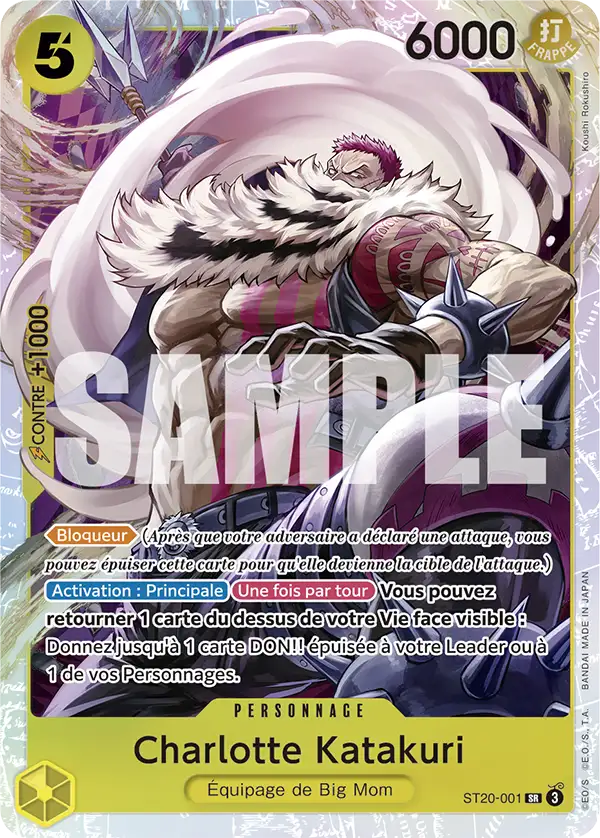 5
6000
打
FRAPPE
Koushi Rokushiro
CONTRE +1000
SAMPLE
Bloqueur (Après que votre adversaire a déclaré une attaque, vous
pouvez épuiser cette carte pour qu'elle devienne la cible de l'attaque.)
Activation : Principale Une fois par tour Vous pouvez
retourner 1 carte du dessus de votre Vie face visible :
Donnez jusqu'à 1 carte DON!! épuisée à votre Leader ou à
1 de vos Personnages.
PERSONNAGE
Charlotte Katakuri
Équipage de Big Mom
ST20-001 SR 3
©EO/S ©E.O./S., T.A. BANDAI MADE IN JAPAN